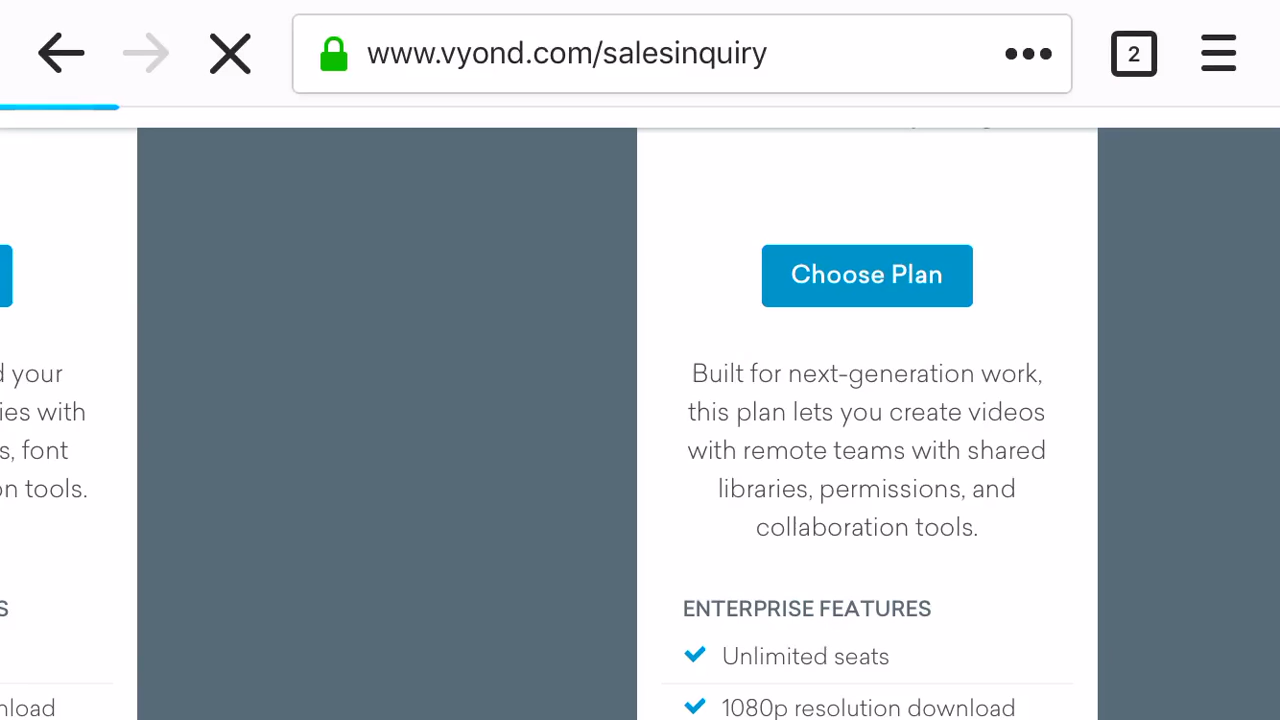 www.vyond.com/salesinquiry
2
Choose Plan
d your
ies with
s, font
on tools.
Built for next-generation work,
this plan lets you create videos
with remote teams with shared
libraries, permissions, and
collaboration tools.
S
ENTERPRISE FEATURES
Unlimited seats
nload
1080p resolution download